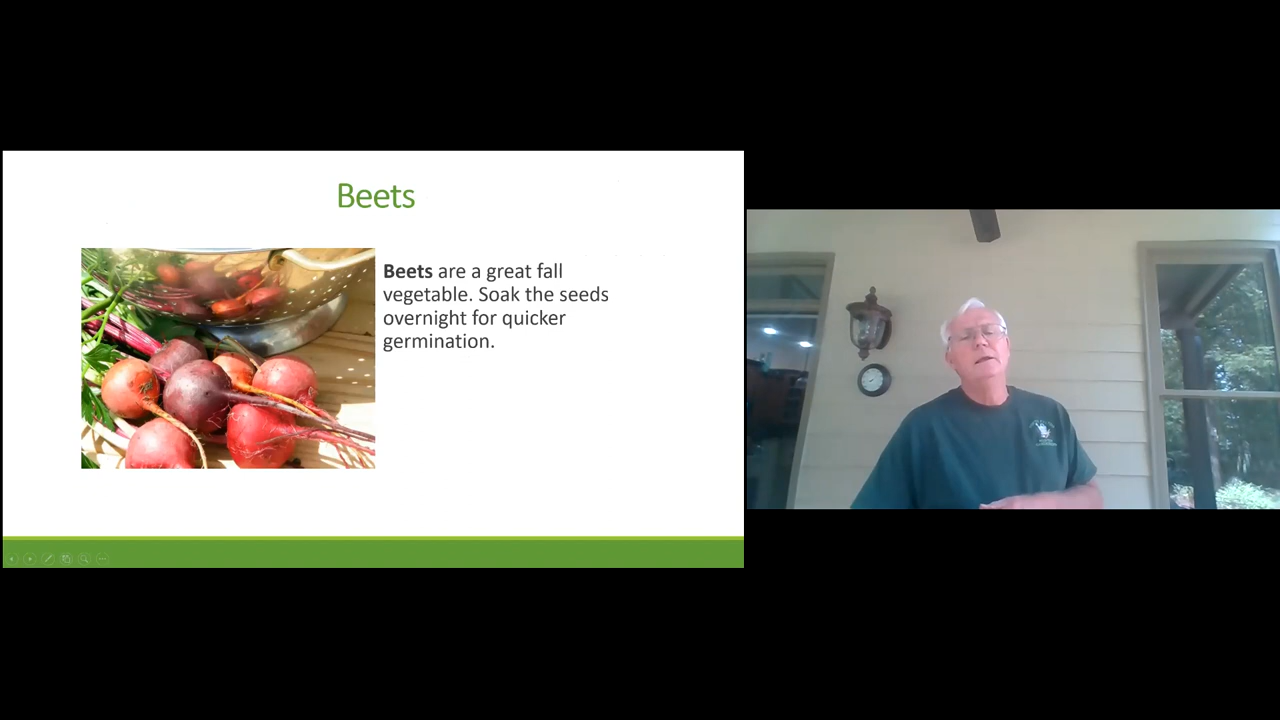 Beets
Beets are a great fall
vegetable. Soak the seeds
overnight for quicker
germination.